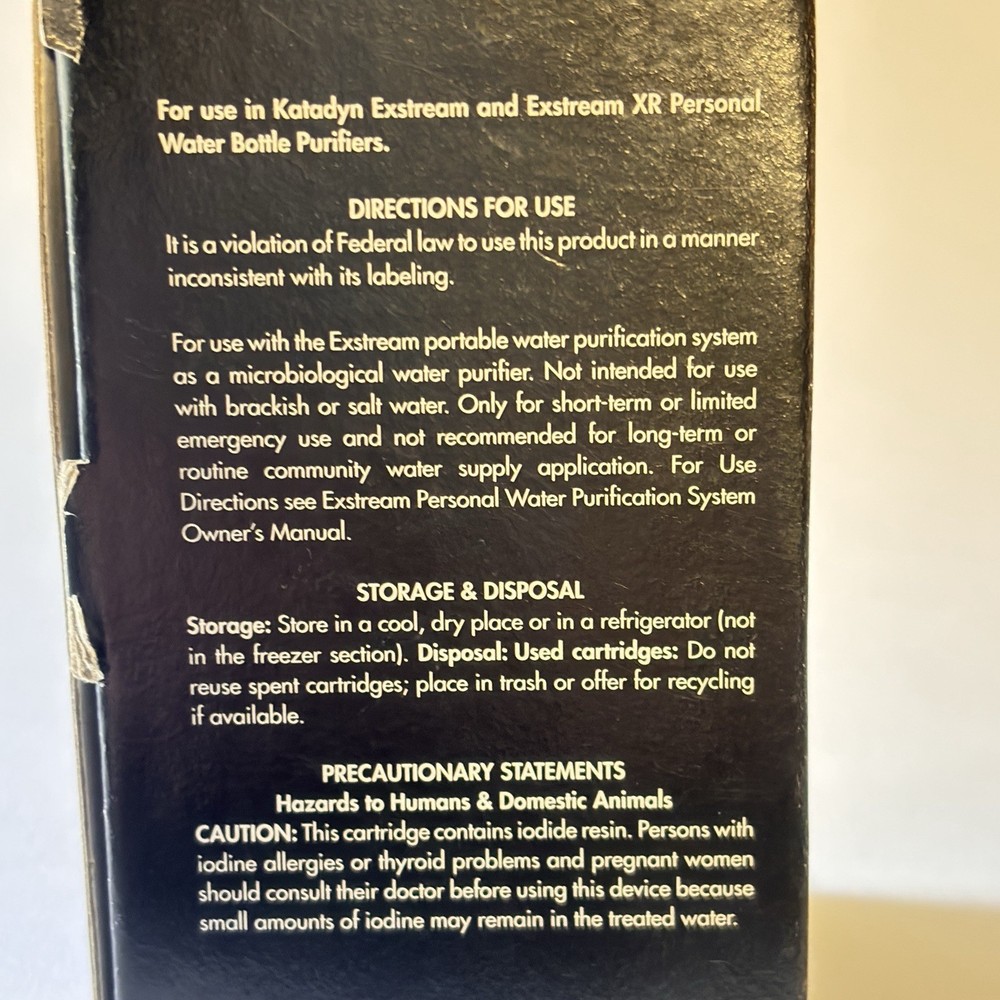 For use in Katadyn Exstream and Exstream XR Personal
Water Bottle Purifiers.
DIRECTIONS FOR USE
It is a violation of Federal law to use this product in a manner
inconsistent with its labeling.
For use with the Exstream portable water purification system
as a microbiological water purifier. Not intended for use
with brackish or salt water. Only for short-term or limited
emergency use and not recommended for long-term or
routine community water supply application. For Use
Directions see Exstream Personal Water Purification System
Owner's Manual.
STORAGE & DISPOSAL
Storage: Store in a cool, dry place or in a refrigerator (not
in the freezer section). Disposal: Used cartridges: Do not
reuse spent cartridges; place in trash or offer for recycling
if available.
PRECAUTIONARY STATEMENTS
Hazards to Humans & Domestic Animals
CAUTION: This cartridge contains iodide resin. Persons with
iodine allergies or thyroid problems and pregnant women
should consult their doctor before using this device because
small amounts of iodine may remain in the treated water.